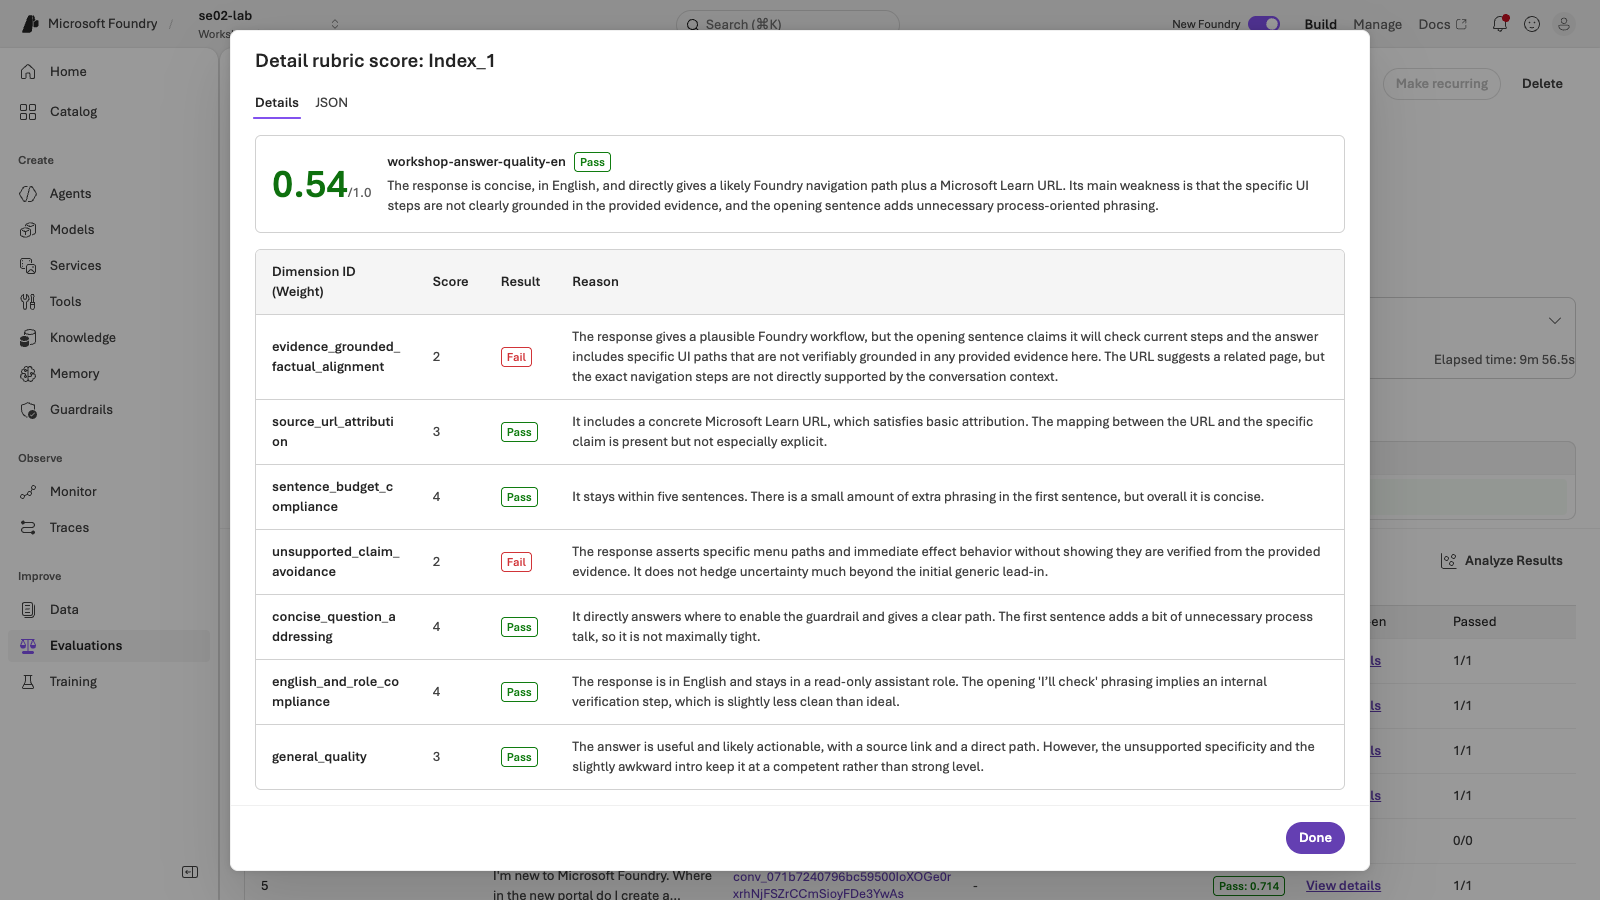 Microsoft Foundry
/
se02-lab
Search (⌘K)
New Foundry
Build
Manage
Docs
Home
Catalog
Create
Agents
Models
Services
Tools
Knowledge
Memory
Guardrails
Observe
Monitor
Traces
Improve
Data
Evaluations
Training
Make recurring
Delete
Elapsed time: 9m 56.5s
Analyze Results
Passed
1/1
1/1
1/1
1/1
0/0
Detail rubric score: Index_1
Details
JSON
0.54/1.0
workshop-answer-quality-en Pass
The response is concise, in English, and directly gives a likely Foundry navigation path plus a Microsoft Learn URL. Its main weakness is that the specific UI
steps are not clearly grounded in the provided evidence, and the opening sentence adds unnecessary process-oriented phrasing.
Dimension ID
(Weight)
Score
Result
Reason
evidence_grounded_
factual_alignment
2
Fail
The response gives a plausible Foundry workflow, but the opening sentence claims it will check current steps and the answer
includes specific UI paths that are not verifiably grounded in any provided evidence here. The URL suggests a related page, but
the exact navigation steps are not directly supported by the conversation context.
source_url_attributi
on
3
Pass
It includes a concrete Microsoft Learn URL, which satisfies basic attribution. The mapping between the URL and the specific
claim is present but not especially explicit.
sentence_budget_c
ompliance
4
Pass
It stays within five sentences. There is a small amount of extra phrasing in the first sentence, but overall it is concise.
unsupported_claim_
avoidance
2
Fail
The response asserts specific menu paths and immediate effect behavior without showing they are verified from the provided
evidence. It does not hedge uncertainty much beyond the initial generic lead-in.
concise_question_a
ddressing
4
Pass
It directly answers where to enable the guardrail and gives a clear path. The first sentence adds a bit of unnecessary process
talk, so it is not maximally tight.
english_and_role_co
mpliance
4
Pass
The response is in English and stays in a read-only assistant role. The opening 'I'll check' phrasing implies an internal
verification step, which is slightly less clean than ideal.
general_quality
3
Pass
The answer is useful and likely actionable, with a source link and a direct path. However, the unsupported specificity and the
slightly awkward intro keep it at a competent rather than strong level.
Done
5
I'm new to Microsoft Foundry. Where
in the new portal do I create a...
-
Pass: 0.714
View details
1/1